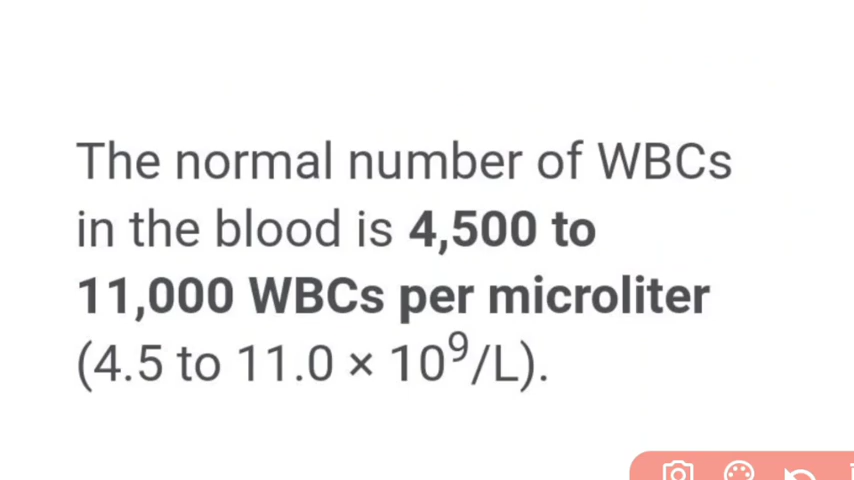 The normal number of WBCs
in the blood is 4,500 to
11,000 WBCs per microliter
(4.5 to 11.0 × 10⁹/L).